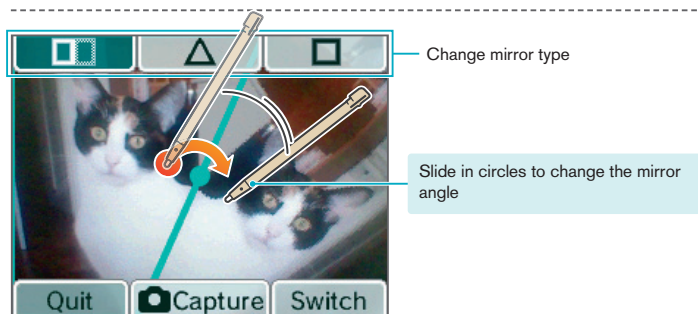 Change mirror type
Slide in circles to change the mirror
angle
Quit
Capture
Switch